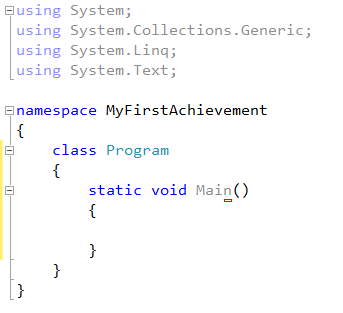 using System;
using System.Collections.Generic;
using System.Linq;
using System.Text;

namespace MyFirstAchievement
{
    class Program
    {
        static void Main()
        {

        }
    }
}